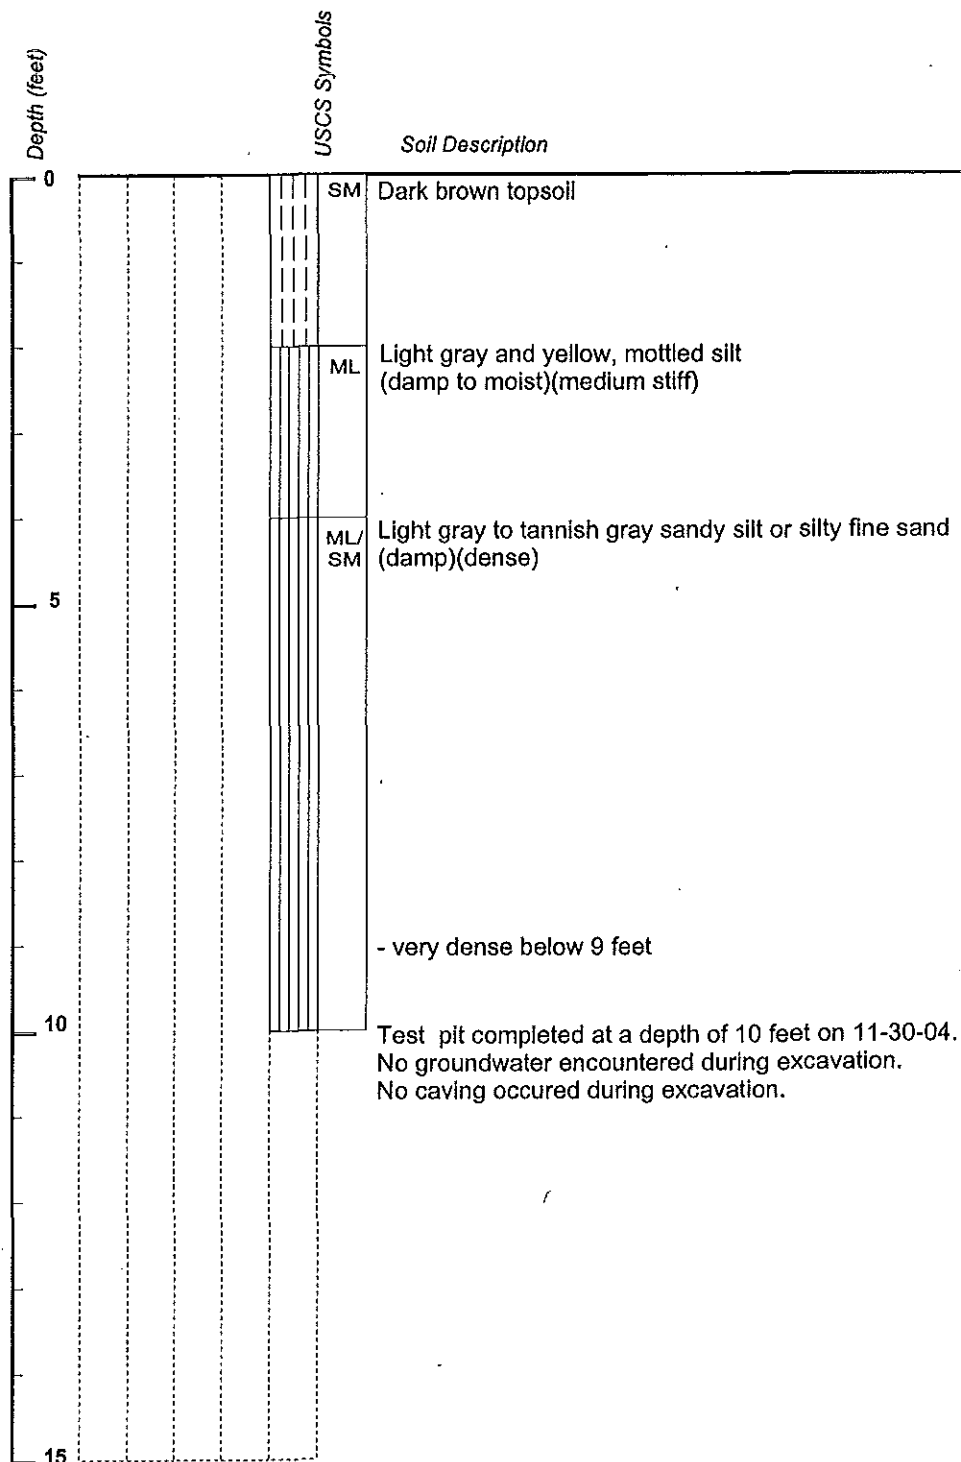 Depth (feet)
USCS Symbols
Soil Description
0
SM
Dark brown topsoil
ML
Light gray and yellow, mottled silt
(damp to moist)(medium stiff)
ML/
SM
Light gray to tannish gray sandy silt or silty fine sand
(damp)(dense)
5
- very dense below 9 feet
10
Test pit completed at a depth of 10 feet on 11-30-04.
No groundwater encountered during excavation.
No caving occured during excavation.
15